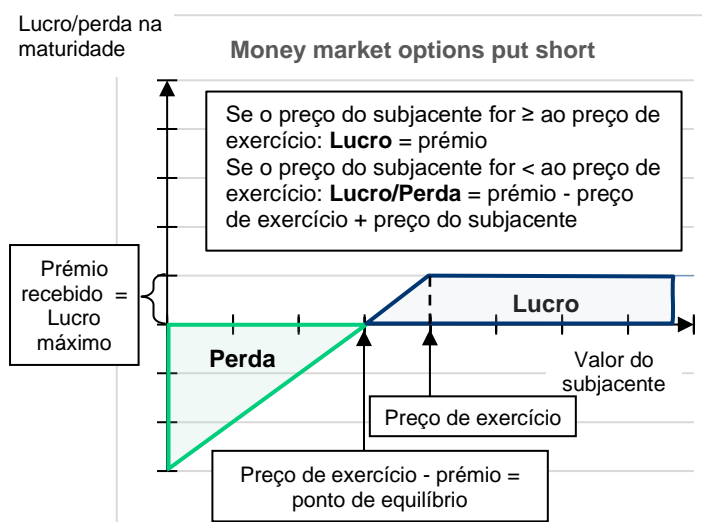 Lucro/perda na
maturidade
Money market options put short
Se o preço do subjacente for ≥ ao preço de
exercício: Lucro = prémio
Se o preço do subjacente for < ao preço de
exercício: Lucro/Perda = prémio - preço
de exercício + preço do subjacente
Prémio
recebido =
Lucro
máximo
Lucro
Perda
Valor do
subjacente
Preço de exercício
Preço de exercício - prémio =
ponto de equilíbrio